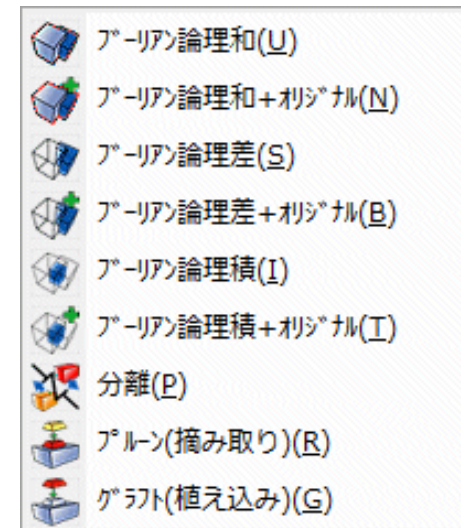 ﾌﾞｰﾘｱﾝ論理和(U)
ﾌﾞｰﾘｱﾝ論理和+ｵﾘｼﾞﾅﾙ(N)
ﾌﾞｰﾘｱﾝ論理差(S)
ﾌﾞｰﾘｱﾝ論理差+ｵﾘｼﾞﾅﾙ(B)
ﾌﾞｰﾘｱﾝ論理積(I)
ﾌﾞｰﾘｱﾝ論理積+ｵﾘｼﾞﾅﾙ(T)
分離(P)
ﾌﾟﾙｰﾝ(摘み取り)(R)
ｸﾞﾗﾌﾄ(植え込み)(G)